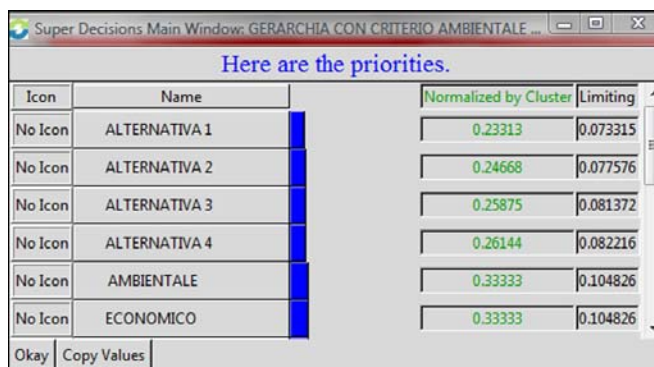 Super Decisions Main Window: GERARCHIA CON CRITERIO AMBIENTALE ...
Here are the priorities.
Icon Name Normalized by Cluster Limiting
No Icon ALTERNATIVA 1 0.23313 0.073315
No Icon ALTERNATIVA 2 0.24668 0.077576
No Icon ALTERNATIVA 3 0.25875 0.081372
No Icon ALTERNATIVA 4 0.26144 0.082216
No Icon AMBIENTALE 0.33333 0.104826
No Icon ECONOMICO 0.33333 0.104826
Okay Copy Values